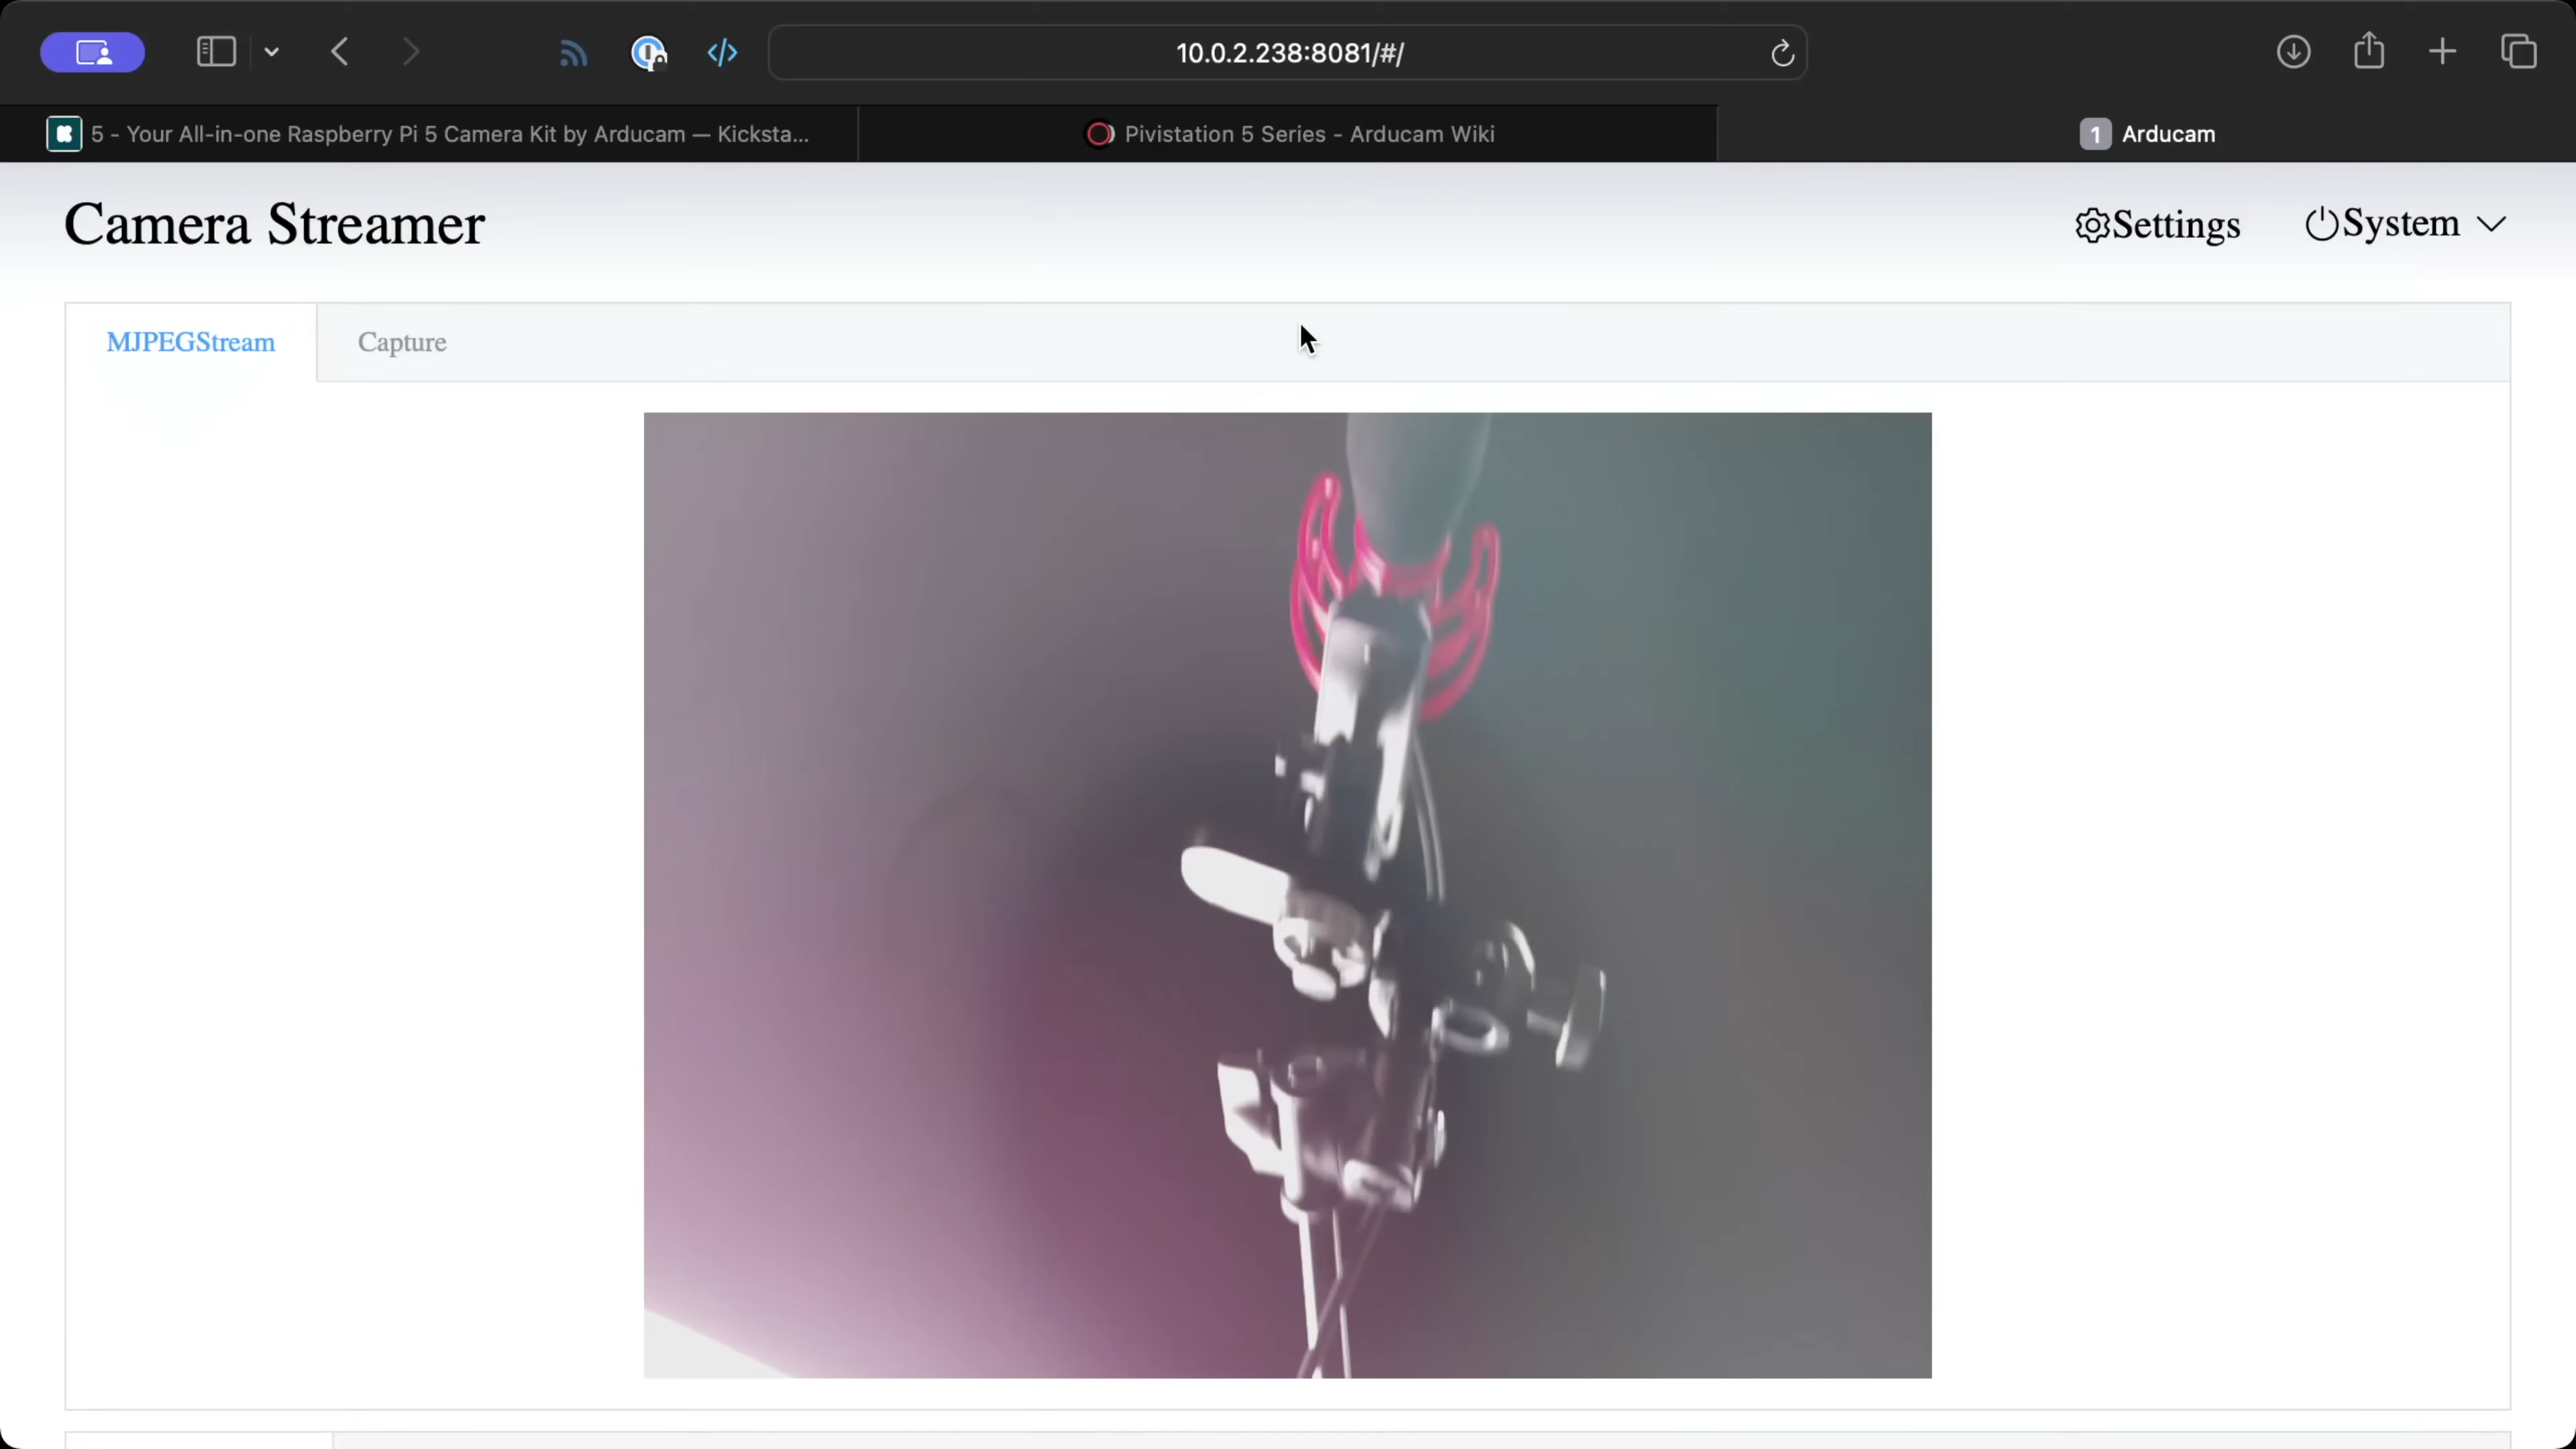 10.0.2.238:8081/#/
5 - Your All-in-one Raspberry Pi 5 Camera Kit by Arducam — Kicksta...
Pivistation 5 Series - Arducam Wiki
1 Arducam
Camera Streamer
Settings
System
MJPEGStream
Capture